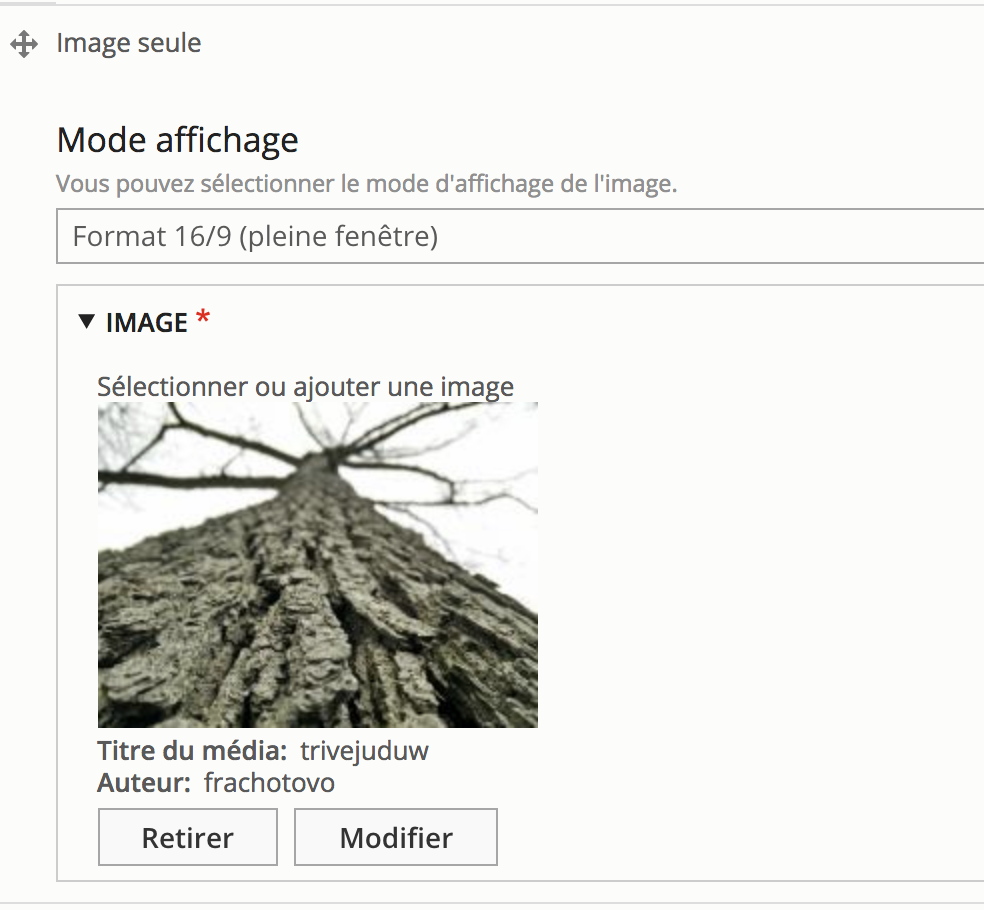 Image seule
Mode affichage
Vous pouvez sélectionner le mode d'affichage de l'image.
Format 16/9 (pleine fenêtre)
▼ IMAGE *
Sélectionner ou ajouter une image
Titre du média: trivejuduw
Auteur: frachotovo
Retirer Modifier